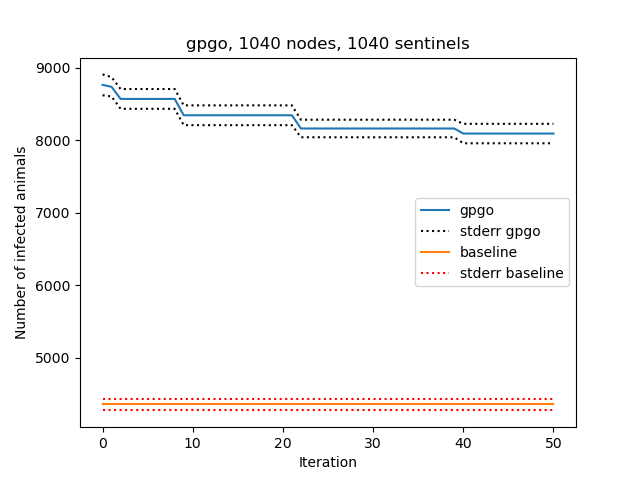 gpgo, 1040 nodes, 1040 sentinels
Number of infected animals
9000
8000
7000
6000
5000
gpgo
stderr gpgo
baseline
stderr baseline
0 10 20 30 40 50
Iteration